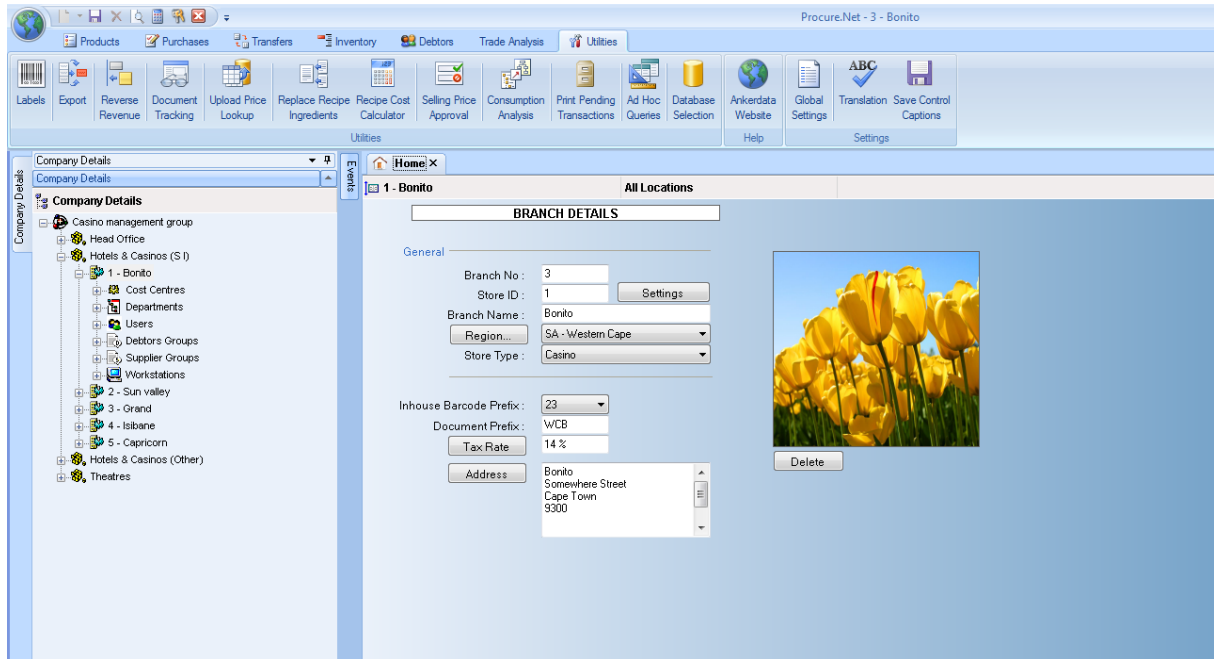 Procure.Net - 3 - Bonito
Products Purchases Transfers Inventory Debtors Trade Analysis Utilities
Labels Export Reverse Revenue Document Tracking Upload Price Lookup Replace Recipe Ingredients Recipe Cost Calculator Selling Price Approval Consumption Analysis Print Pending Transactions Ad Hoc Queries Database Selection Ankerdata Website Global Settings ABC Translation Save Control Captions
Utilities Help Settings
Company Details
Company Details
Company Details
Company Details
Casino management group
Head Office
Hotels & Casinos (S I)
1 - Bonito
Cost Centres
Departments
Users
Debtors Groups
Supplier Groups
Workstations
2 - Sun valley
3 - Grand
4 - Isibane
5 - Capricorn
Hotels & Casinos (Other)
Theatres
Events
Home
1 - Bonito All Locations
BRANCH DETAILS
General
Branch No : 3
Store ID : 1 Settings
Branch Name : Bonito
Region... SA - Western Cape
Store Type : Casino
Inhouse Barcode Prefix : 23
Document Prefix : WCB
Tax Rate 14 %
Address Bonito
Somewhere Street
Cape Town
9300
Delete